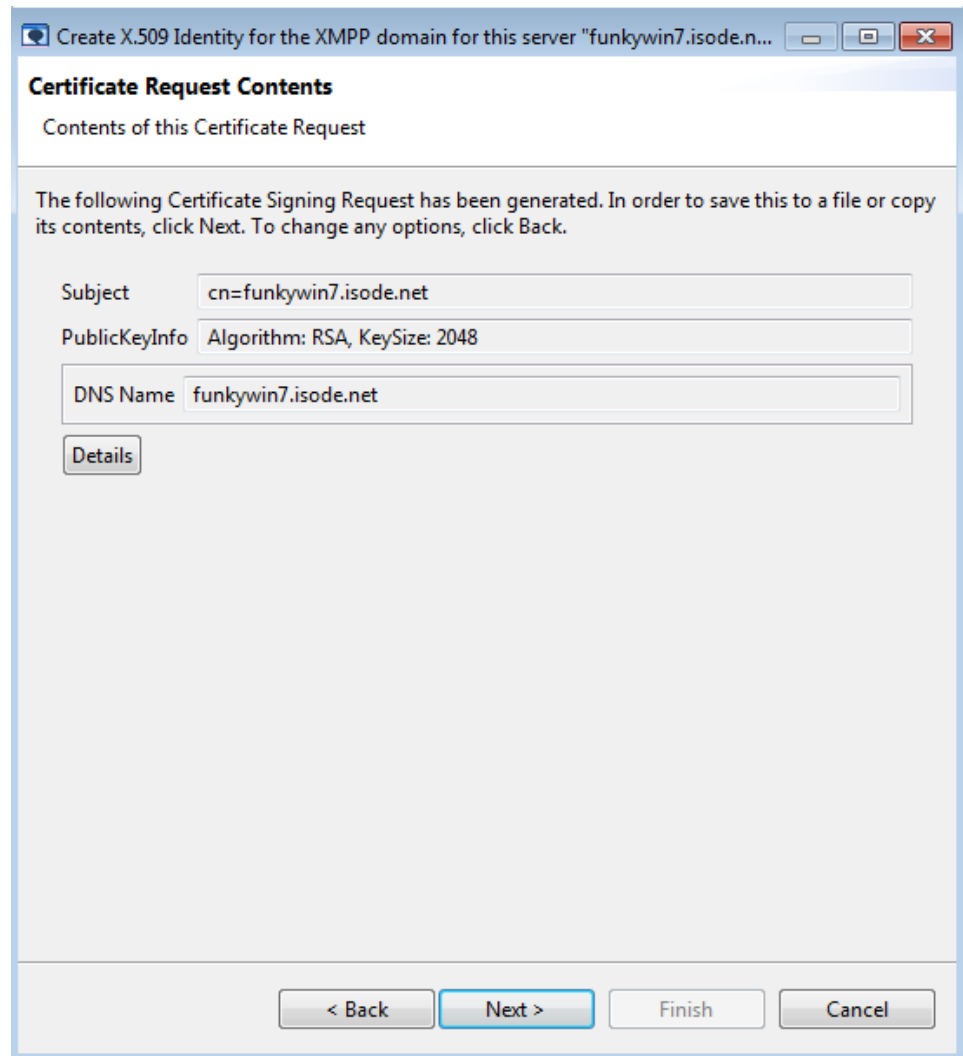 Create X.509 Identity for the XMPP domain for this server "funkywin7.isode.n...
Certificate Request Contents
Contents of this Certificate Request
The following Certificate Signing Request has been generated. In order to save this to a file or copy
its contents, click Next. To change any options, click Back.
Subject cn=funkywin7.isode.net
PublicKeyInfo Algorithm: RSA, KeySize: 2048
DNS Name funkywin7.isode.net
Details
< Back Next > Finish Cancel